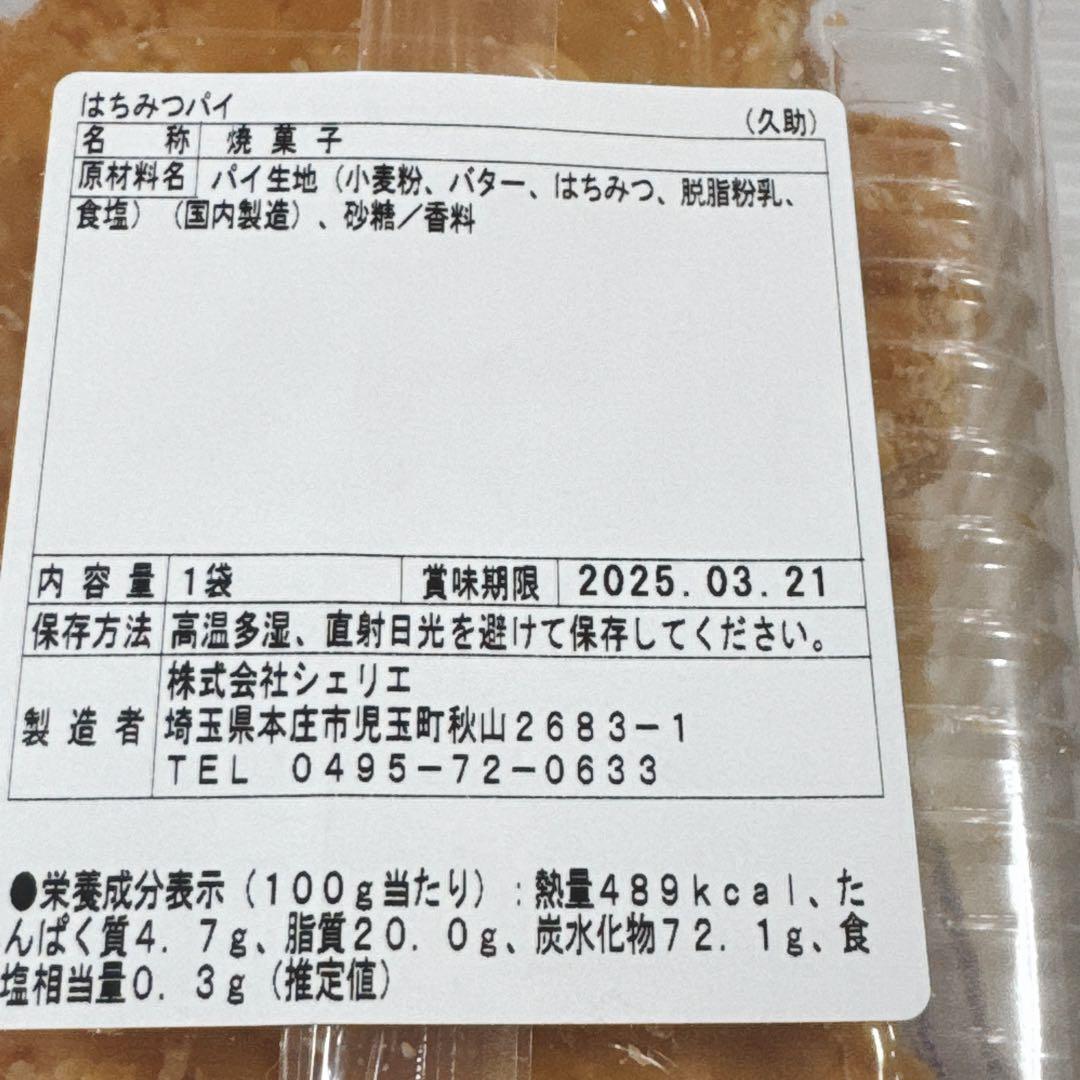 はちみつパイ (久助)
名称 焼菓子
原材料名 パイ生地（小麦粉、バター、はちみつ、脱脂粉乳、
食塩）（国内製造）、砂糖／香料
内容量 1袋 賞味期限 2025.03.21
保存方法 高温多湿、直射日光を避けて保存してください。
株式会社シェリエ
製造者 埼玉県本庄市児玉町秋山２６８３－１
ＴＥＬ ０４９５－７２－０６３３
●栄養成分表示（１００ｇ当たり）：熱量４８９ｋｃａｌ、た
んぱく質４．７ｇ、脂質２０．０ｇ、炭水化物７２．１ｇ、食
塩相当量０．３ｇ（推定値）